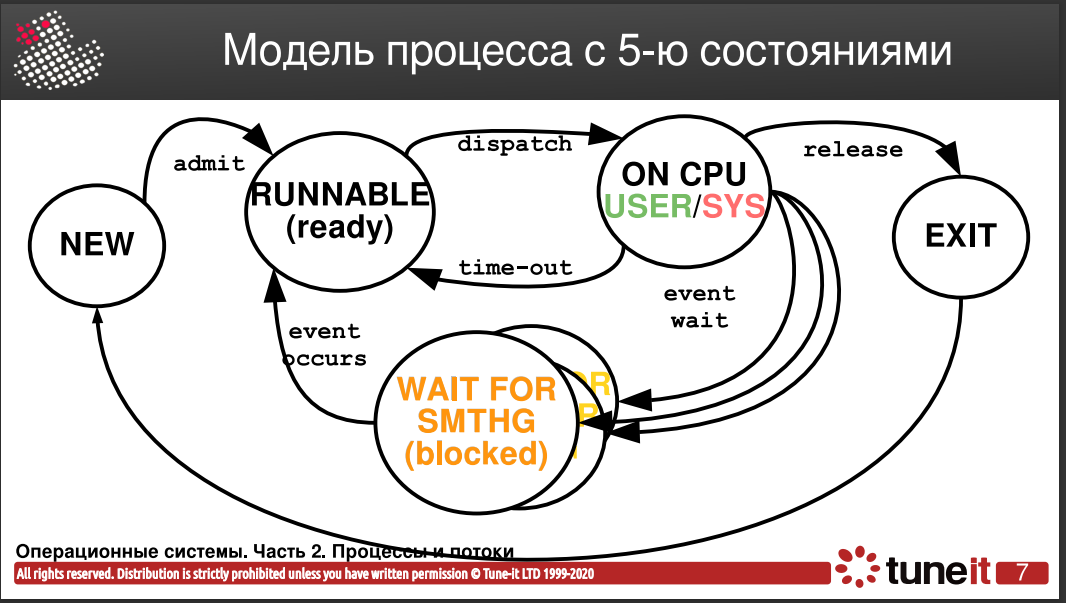 Модель процесса с 5-ю состояниями
admit
dispatch
release
NEW
RUNNABLE
(ready)
ON CPU
USER/SYS
EXIT
time-out
event
wait
event
occurs
WAIT FOR
SMTHG
(blocked)
OR
R
Операционные системы. Часть 2. Процессы и потоки
All rights reserved. Distribution is strictly prohibited unless you have written permission © Tune-it LTD 1999-2020
tuneit
7